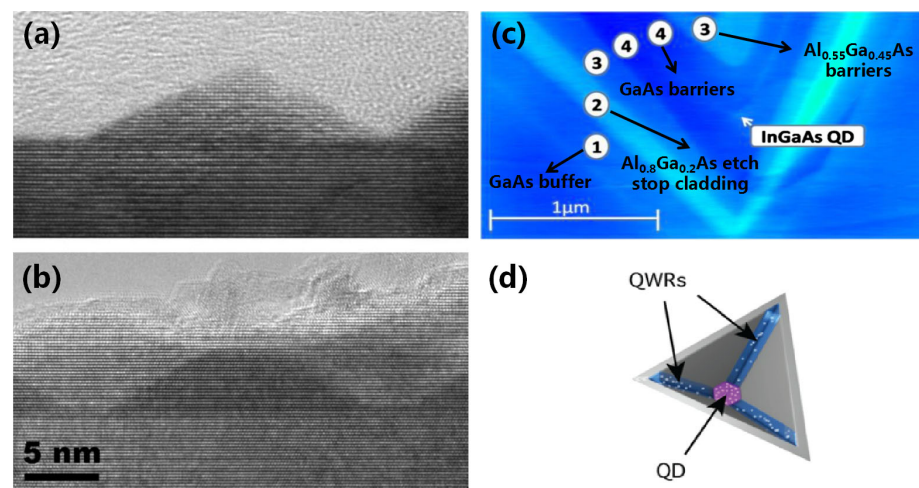 (a)
(b)
5 nm
(c)
3
4
4
3
2
1
Al0.55Ga0.45As
barriers
GaAs barriers
InGaAs QD
Al0.8Ga0.2As etch
stop cladding
GaAs buffer
1μm
(d)
QWRs
QD